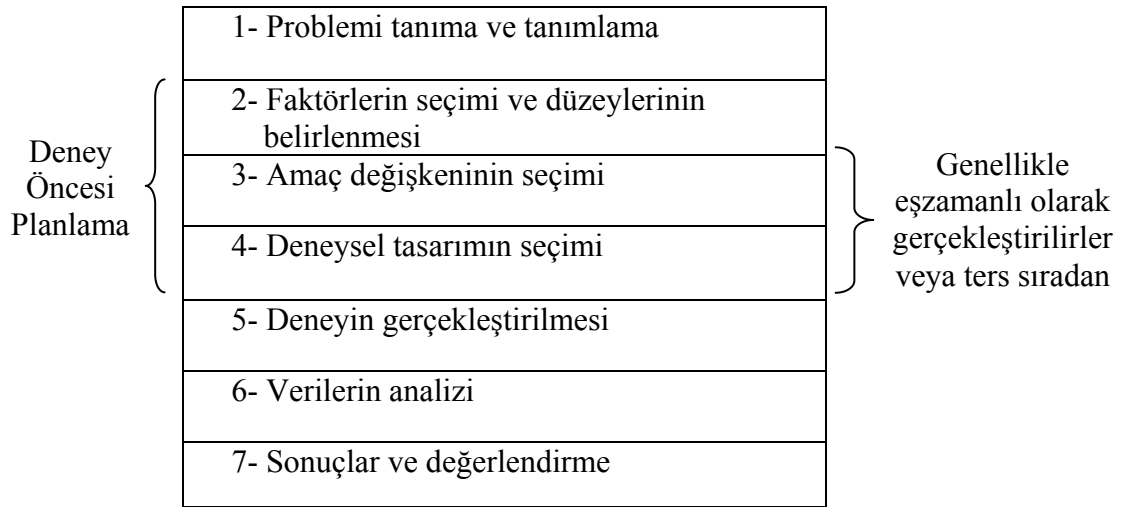 1- Problemi tanıma ve tanımlama
2- Faktörlerin seçimi ve düzeylerinin
belirlenmesi
3- Amaç değişkeninin seçimi
4- Deneysel tasarımın seçimi
5- Deneyin gerçekleştirilmesi
6- Verilerin analizi
7- Sonuçlar ve değerlendirme
Deney
Öncesi
Planlama
Genellikle
eşzamanlı olarak
gerçekleştirilirler
veya ters sıradan